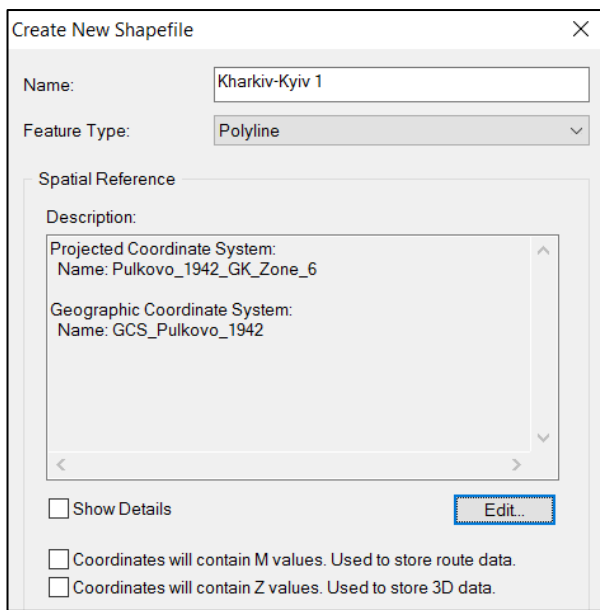 Create New Shapefile
Name: Kharkiv-Kyiv 1
Feature Type: Polyline
Spatial Reference
Description:
Projected Coordinate System:
Name: Pulkovo_1942_GK_Zone_6
Geographic Coordinate System:
Name: GCS_Pulkovo_1942
Show Details Edit...
Coordinates will contain M values. Used to store route data.
Coordinates will contain Z values. Used to store 3D data.